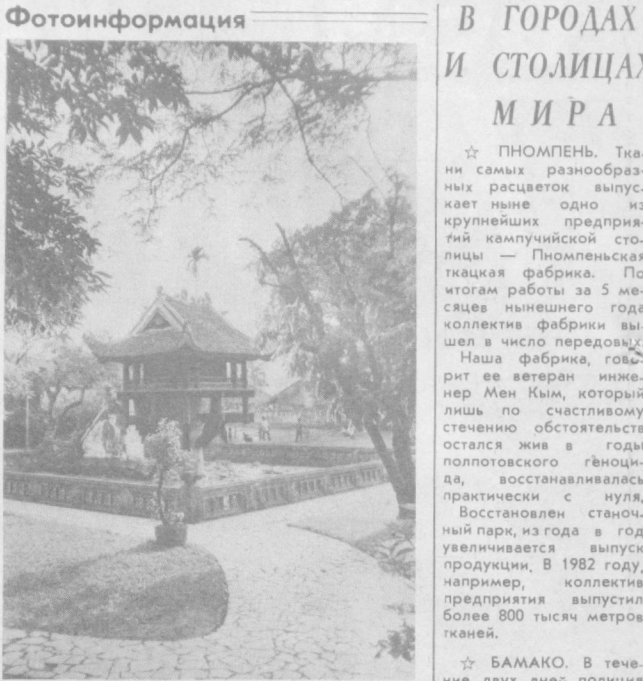 Фотоинформация
В ГОРОДАХ
И СТОЛИЦАХ
МИРА
☆ ПНОМПЕНЬ. Тка-
ни самых разнообраз-
ных расцветок выпус-
кает ныне одно из
крупнейших предприя-
тий кампучийской сто-
лицы — Пномпеньская
ткацкая фабрика. По
итогам работы за 5 ме-
сяцев нынешнего года
коллектив фабрики вы-
шел в число передовых.
Наша фабрика, гово-
рит ее ветеран инже-
нер Мен Кым, который
лишь по счастливому
стечению обстоятельств
остался жив в годы
полпотовского геноци-
да, восстанавливалась
практически с нуля.
Восстановлен станоч-
ный парк, из года в год
увеличивается выпуск
продукции. В 1982 году,
например, коллектив
предприятия выпустил
более 800 тысяч метров
тканей.
☆ БАМАКО. В тече-
ние двух дней полиция